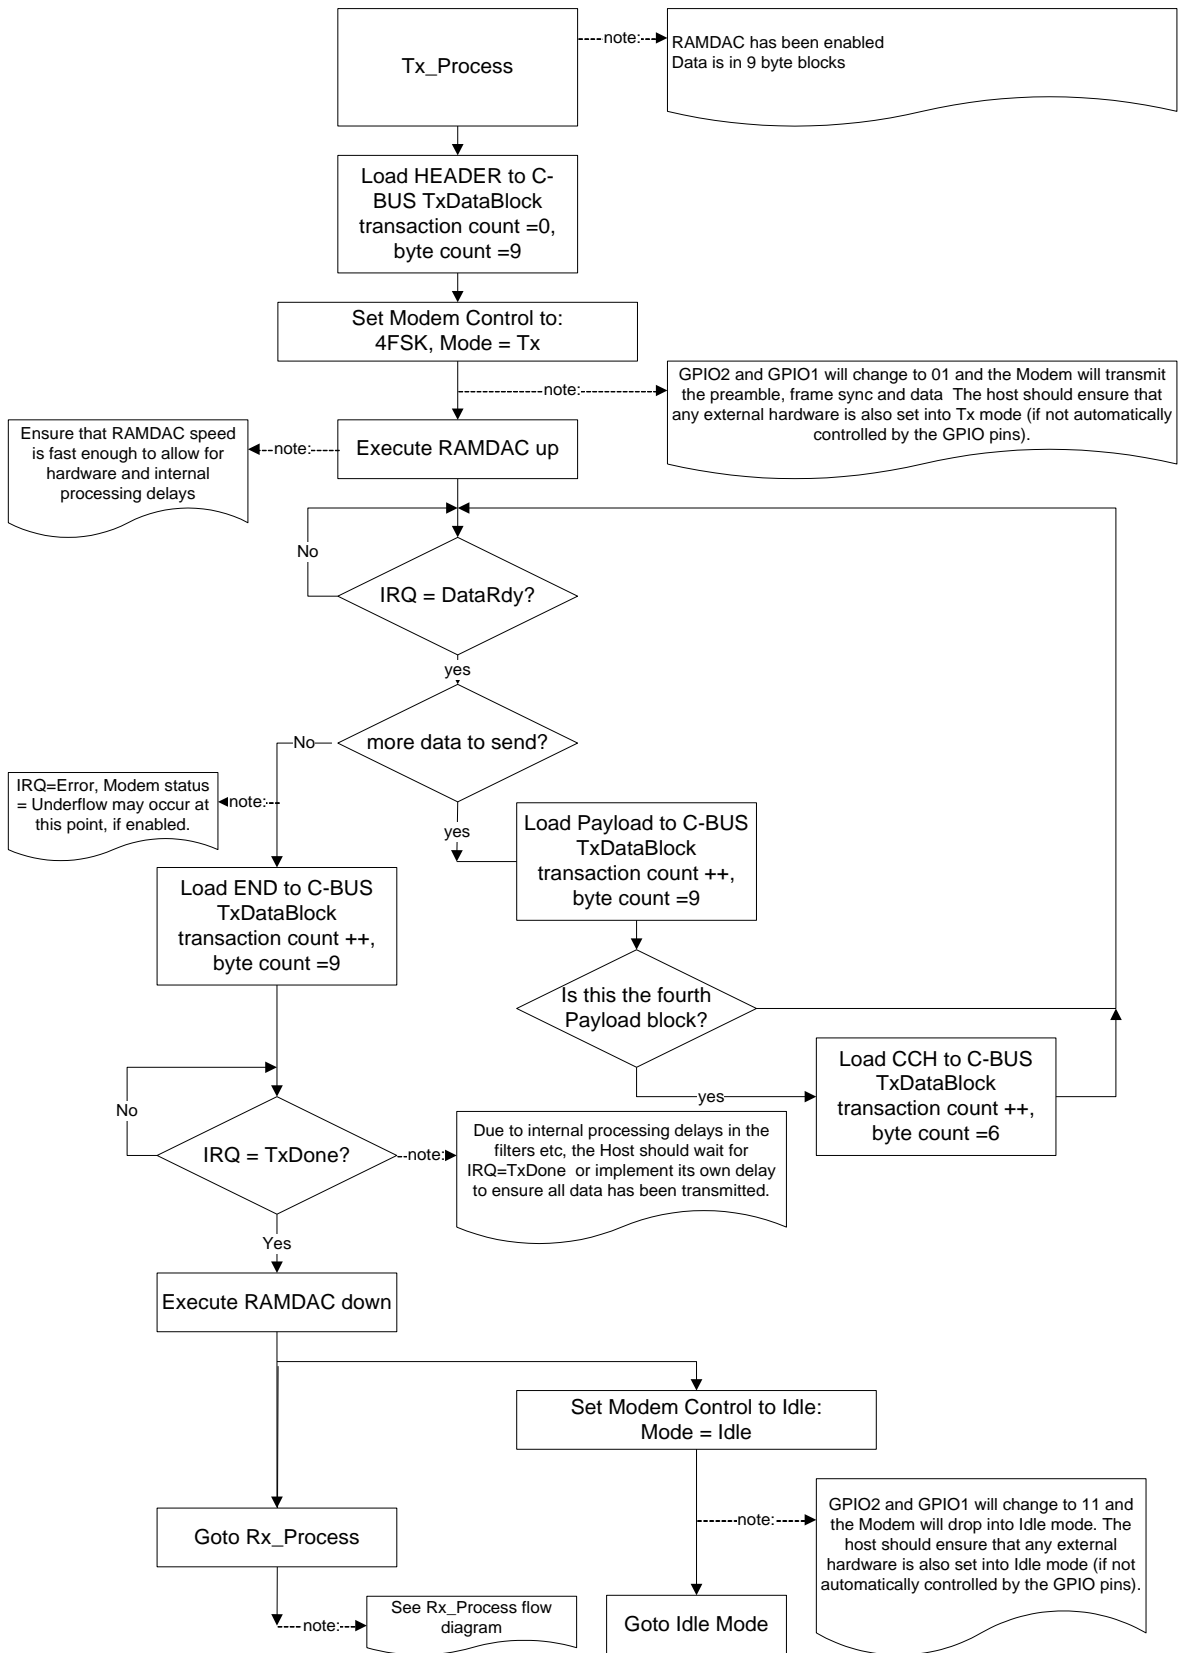 Tx_Process
note:
RAMDAC has been enabled
Data is in 9 byte blocks
Load HEADER to C-
BUS TxDataBlock
transaction count =0,
byte count =9
Set Modem Control to:
4FSK, Mode = Tx
note:
GPIO2 and GPIO1 will change to 01 and the Modem will transmit
the preamble, frame sync and data  The host should ensure that
any external hardware is also set into Tx mode (if not automatically
controlled by the GPIO pins).
Ensure that RAMDAC speed
is fast enough to allow for
hardware and internal
processing delays
note:
Execute RAMDAC up
No
IRQ = DataRdy?
yes
more data to send?
No
IRQ=Error, Modem status
= Underflow may occur at
this point, if enabled.
note:
yes
Load Payload to C-BUS
TxDataBlock
transaction count ++,
byte count =9
Load END to C-BUS
TxDataBlock
transaction count ++,
byte count =9
Is this the fourth
Payload block?
yes
Load CCH to C-BUS
TxDataBlock
transaction count ++,
byte count =6
No
IRQ = TxDone?
note:
Due to internal processing delays in the
filters etc, the Host should wait for
IRQ=TxDone  or implement its own delay
to ensure all data has been transmitted.
Yes
Execute RAMDAC down
Set Modem Control to Idle:
Mode = Idle
Goto Rx_Process
note:
GPIO2 and GPIO1 will change to 11 and
the Modem will drop into Idle mode. The
host should ensure that any external
hardware is also set into Idle mode (if not
automatically controlled by the GPIO pins).
note:
See Rx_Process flow
diagram
Goto Idle Mode